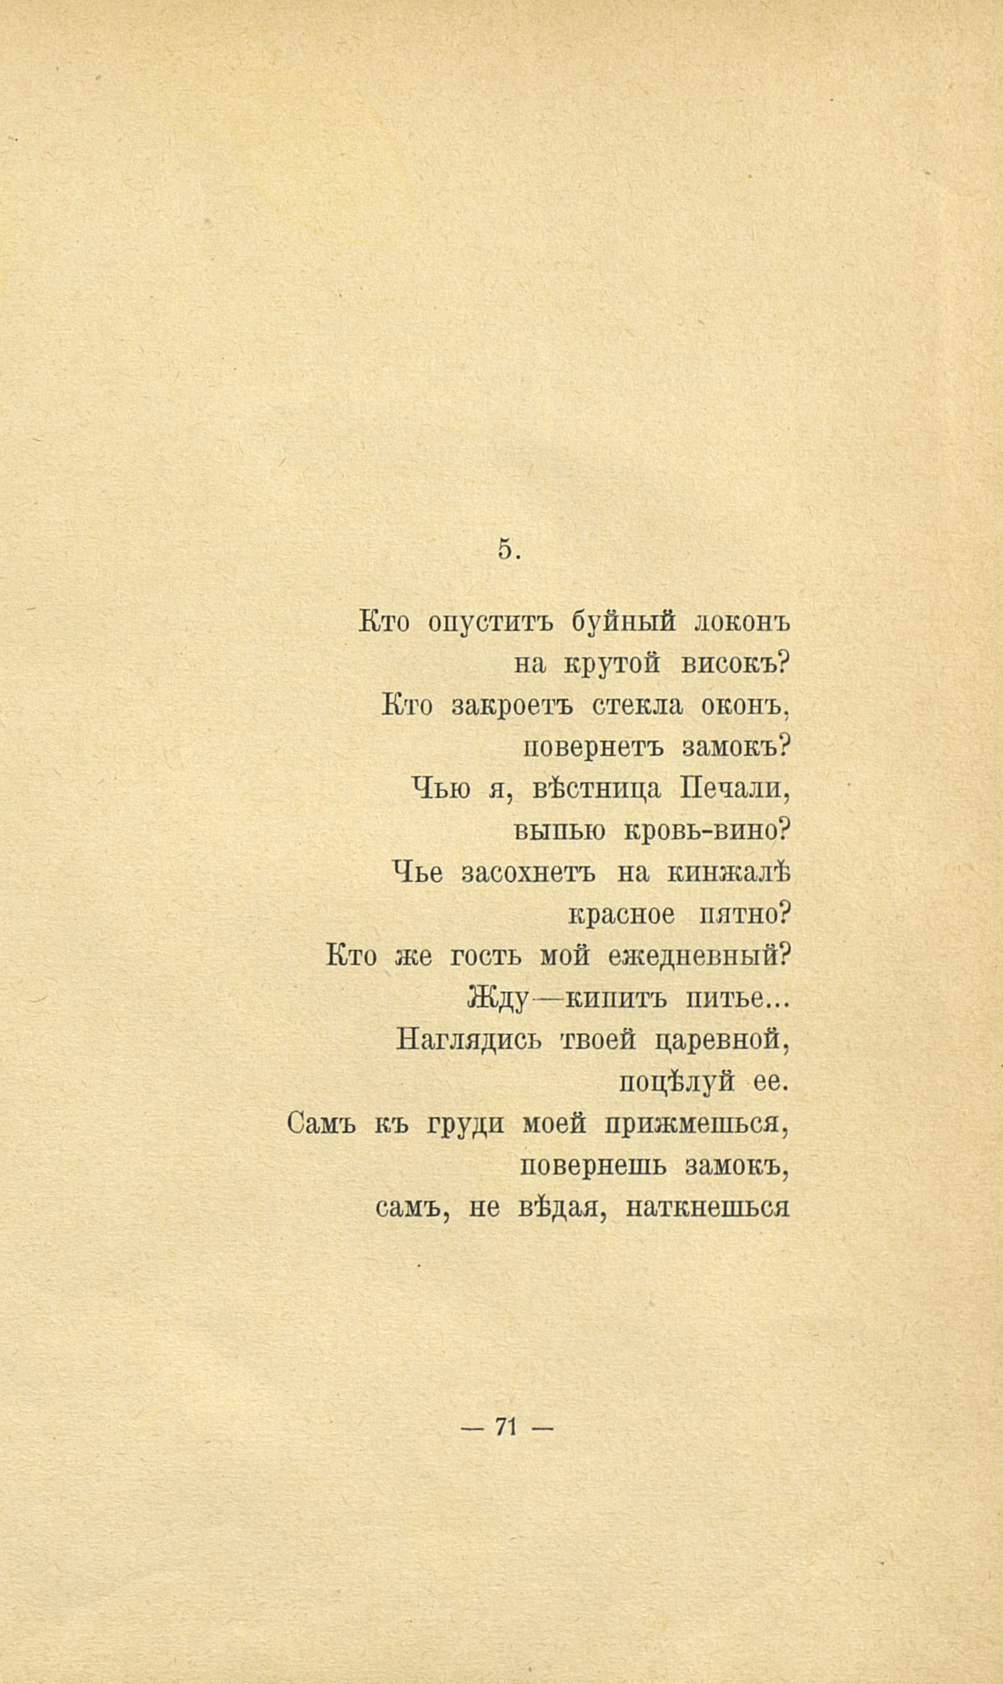 5.
Кто опуститъ буйный локонъ
на крутой високъ?
Кто закроетъ стекла оконъ,
повернетъ замокъ?
Чью я, вѣстница Печали,
выпью кровь-вино?
Чье засохнетъ на кинжалѣ
красное пятно?
Кто же гость мой ежедневный?
Жду—кипитъ питье...
Наглядись твоей царевной,
поцѣлуй ее.
Самъ къ груди моей прижмешься,
повернешь замокъ,
самъ, не вѣдая, наткнешься
— 71 —